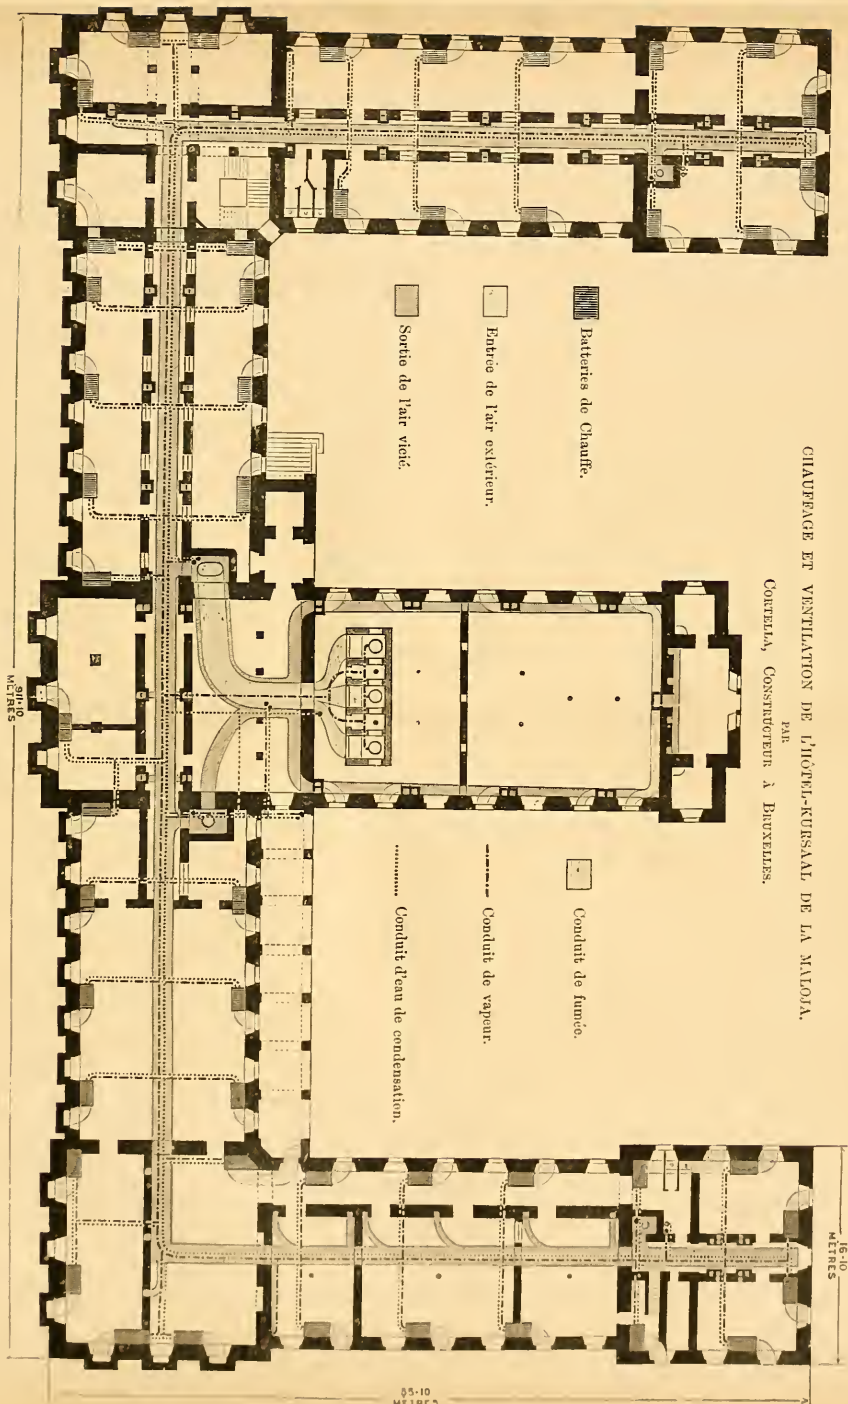 CHAUFFAGE ET VENTILATION DE L'HÔTEL-KURSAAL DE LA MALOJA.
PAR
CORTELLA, CONSTRUCTEUR À BRUXELLES.
Batteries de Chauffe.
Entrée de l'air extérieur.
Sortie de l'air vicié.
Conduit de fumée.
Conduit de vapeur.
Conduit d'eau de condensation.
911·10
MÈTRES
16·10
MÈTRES
85·10
MÈTRES